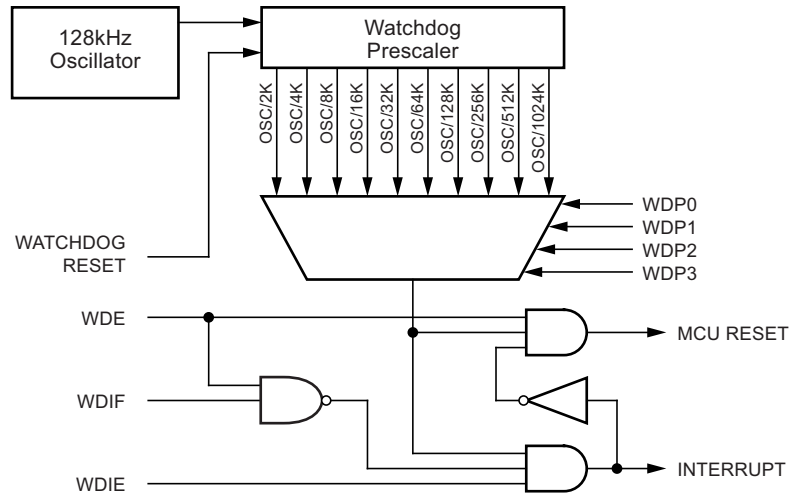 128kHz
Oscillator
Watchdog
Prescaler
OSC/2K
OSC/4K
OSC/8K
OSC/16K
OSC/32K
OSC/64K
OSC/128K
OSC/256K
OSC/512K
OSC/1024K
WDP0
WDP1
WDP2
WDP3
WATCHDOG
RESET
WDE
MCU RESET
WDIF
INTERRUPT
WDIE